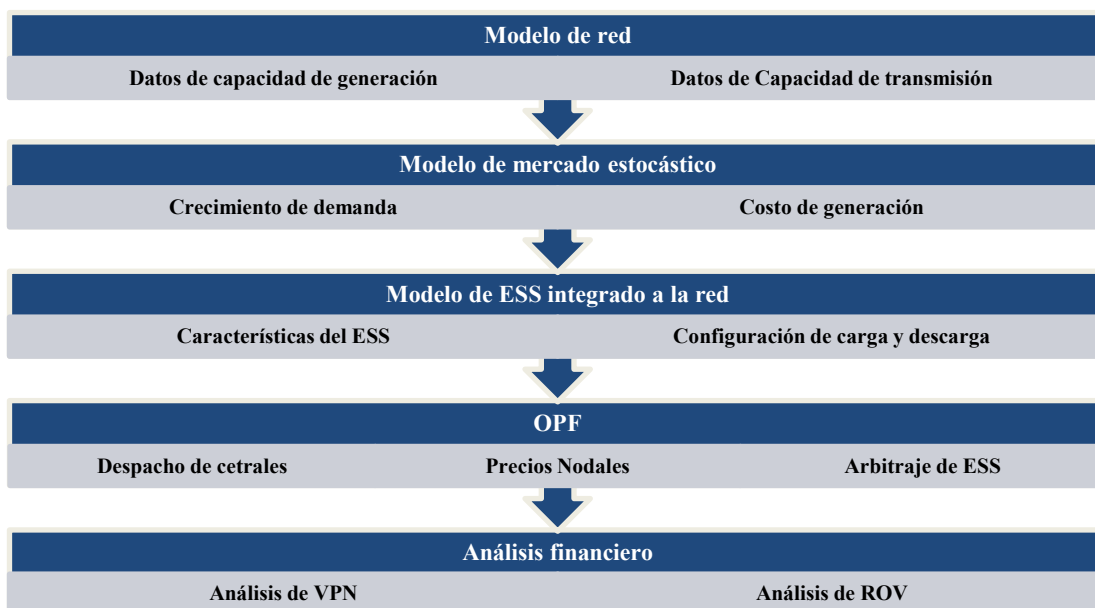 Modelo de red
Datos de capacidad de generación
Datos de Capacidad de transmisión
Modelo de mercado estocástico
Crecimiento de demanda
Costo de generación
Modelo de ESS integrado a la red
Características del ESS
Configuración de carga y descarga
OPF
Despacho de cetrales
Precios Nodales
Arbitraje de ESS
Análisis financiero
Análisis de VPN
Análisis de ROV